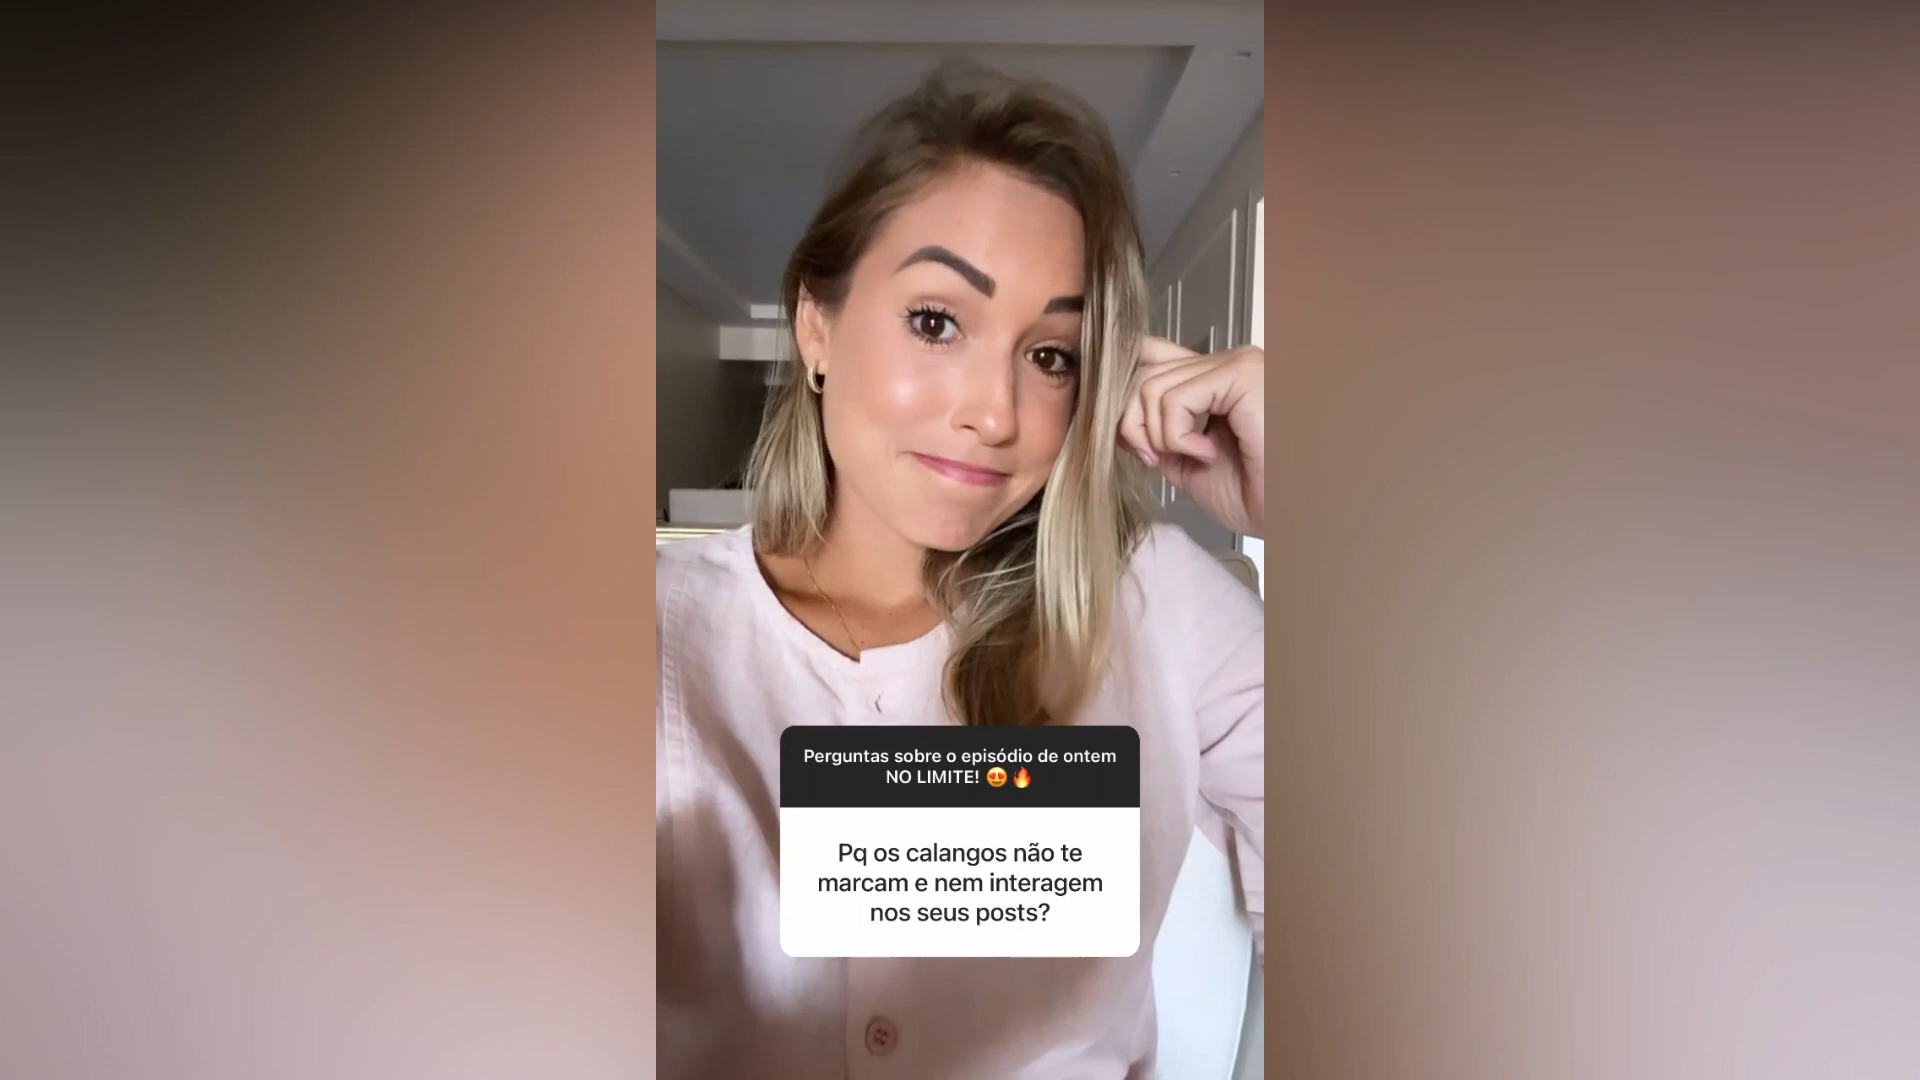 Perguntas sobre o episódio de ontem
NO LIMITE! 😍🔥
Pq os calangos não te
marcam e nem interagem
nos seus posts?